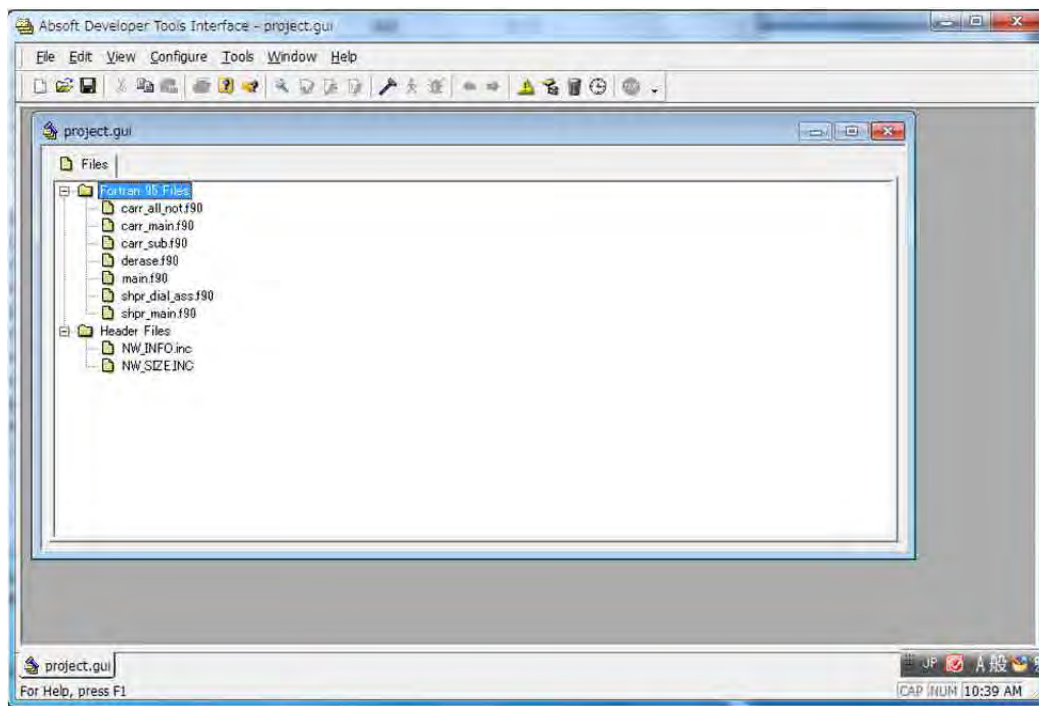 Absoft Developer Tools Interface - project.gui
File Edit View Configure Tools Window Help
project.gui
Files
Fortran 95 Files
carr_all_not.f90
carr_main.f90
carr_sub.f90
derase.f90
main.f90
shpr_dial_ass.f90
shpr_main.f90
Header Files
NW_INFO.inc
NW_SIZE.INC
project.gui
JP A 般
For Help, press F1
CAP NUM 10:39 AM